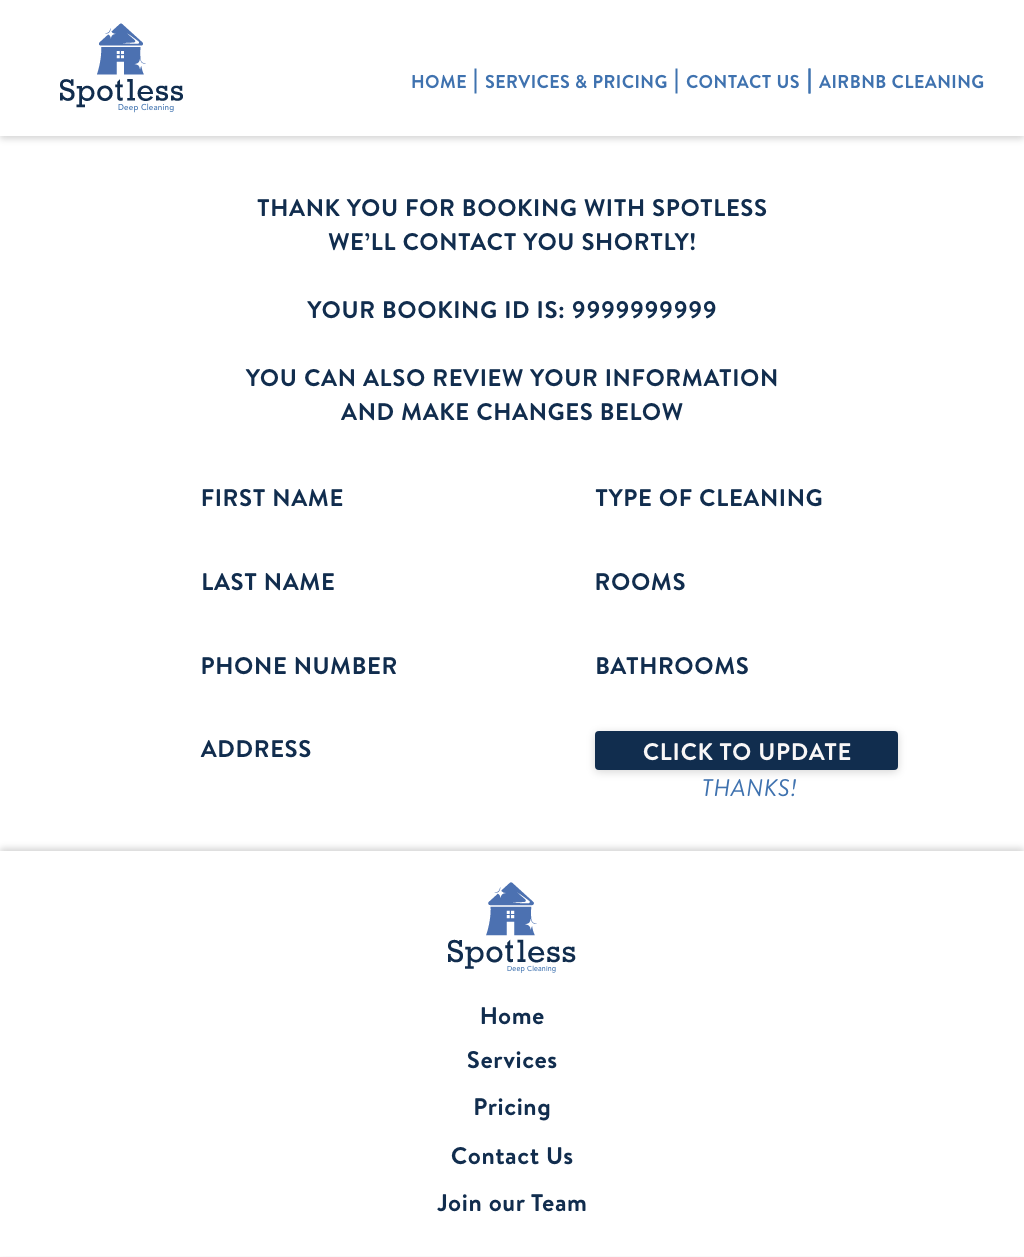 Spotless
Deep Cleaning
HOME | SERVICES & PRICING | CONTACT US | AIRBNB CLEANING
THANK YOU FOR BOOKING WITH SPOTLESS
WE’LL CONTACT YOU SHORTLY!
YOUR BOOKING ID IS: 9999999999
YOU CAN ALSO REVIEW YOUR INFORMATION
AND MAKE CHANGES BELOW
FIRST NAME
LAST NAME
PHONE NUMBER
ADDRESS
TYPE OF CLEANING
ROOMS
BATHROOMS
CLICK TO UPDATE
THANKS!
Spotless
Deep Cleaning
Home
Services
Pricing
Contact Us
Join our Team